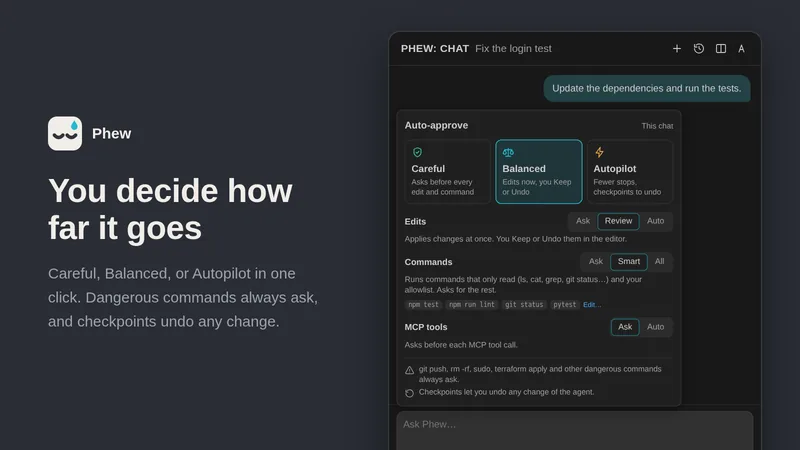 PHEW: CHAT Fix the login test
A
Update the dependencies and run the tests.
Phew
You decide how
far it goes
Careful, Balanced, or Autopilot in one
click. Dangerous commands always ask,
and checkpoints undo any change.
Auto-approve This chat
Careful
Asks before every
edit and command
Balanced
Edits now, you Keep
or Undo
Autopilot
Fewer stops,
checkpoints to undo
Edits Ask Review Auto
Applies changes at once. You Keep or Undo them in the editor.
Commands Ask Smart All
Runs commands that only read (ls, cat, grep, git status…) and your
allowlist. Asks for the rest.
npm test npm run lint git status pytest Edit…
MCP tools Ask Auto
Asks before each MCP tool call.
git push, rm -rf, sudo, terraform apply and other dangerous commands
always ask.
Checkpoints let you undo any change of the agent.
Ask Phew…